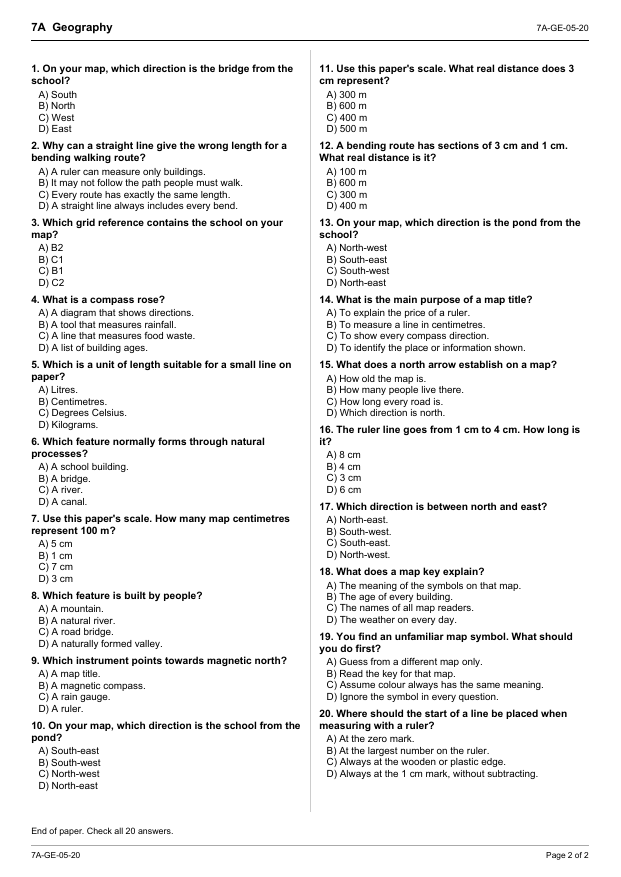 7A Geography
7A-GE-05-20
1. On your map, which direction is the bridge from the
school?
A) South
B) North
C) West
D) East
2. Why can a straight line give the wrong length for a
bending walking route?
A) A ruler can measure only buildings.
B) It may not follow the path people must walk.
C) Every route has exactly the same length.
D) A straight line always includes every bend.
3. Which grid reference contains the school on your
map?
A) B2
B) C1
C) B1
D) C2
4. What is a compass rose?
A) A diagram that shows directions.
B) A tool that measures rainfall.
C) A line that measures food waste.
D) A list of building ages.
5. Which is a unit of length suitable for a small line on
paper?
A) Litres.
B) Centimetres.
C) Degrees Celsius.
D) Kilograms.
6. Which feature normally forms through natural
processes?
A) A school building.
B) A bridge.
C) A river.
D) A canal.
7. Use this paper's scale. How many map centimetres
represent 100 m?
A) 5 cm
B) 1 cm
C) 7 cm
D) 3 cm
8. Which feature is built by people?
A) A mountain.
B) A natural river.
C) A road bridge.
D) A naturally formed valley.
9. Which instrument points towards magnetic north?
A) A map title.
B) A magnetic compass.
C) A rain gauge.
D) A ruler.
10. On your map, which direction is the school from the
pond?
A) South-east
B) South-west
C) North-west
D) North-east
11. Use this paper's scale. What real distance does 3
cm represent?
A) 300 m
B) 600 m
C) 400 m
D) 500 m
12. A bending route has sections of 3 cm and 1 cm.
What real distance is it?
A) 100 m
B) 600 m
C) 300 m
D) 400 m
13. On your map, which direction is the pond from the
school?
A) North-west
B) South-east
C) South-west
D) North-east
14. What is the main purpose of a map title?
A) To explain the price of a ruler.
B) To measure a line in centimetres.
C) To show every compass direction.
D) To identify the place or information shown.
15. What does a north arrow establish on a map?
A) How old the map is.
B) How many people live there.
C) How long every road is.
D) Which direction is north.
16. The ruler line goes from 1 cm to 4 cm. How long is
it?
A) 8 cm
B) 4 cm
C) 3 cm
D) 6 cm
17. Which direction is between north and east?
A) North-east.
B) South-west.
C) South-east.
D) North-west.
18. What does a map key explain?
A) The meaning of the symbols on that map.
B) The age of every building.
C) The names of all map readers.
D) The weather on every day.
19. You find an unfamiliar map symbol. What should
you do first?
A) Guess from a different map only.
B) Read the key for that map.
C) Assume colour always has the same meaning.
D) Ignore the symbol in every question.
20. Where should the start of a line be placed when
measuring with a ruler?
A) At the zero mark.
B) At the largest number on the ruler.
C) Always at the wooden or plastic edge.
D) Always at the 1 cm mark, without subtracting.
End of paper. Check all 20 answers.
7A-GE-05-20
Page 2 of 2